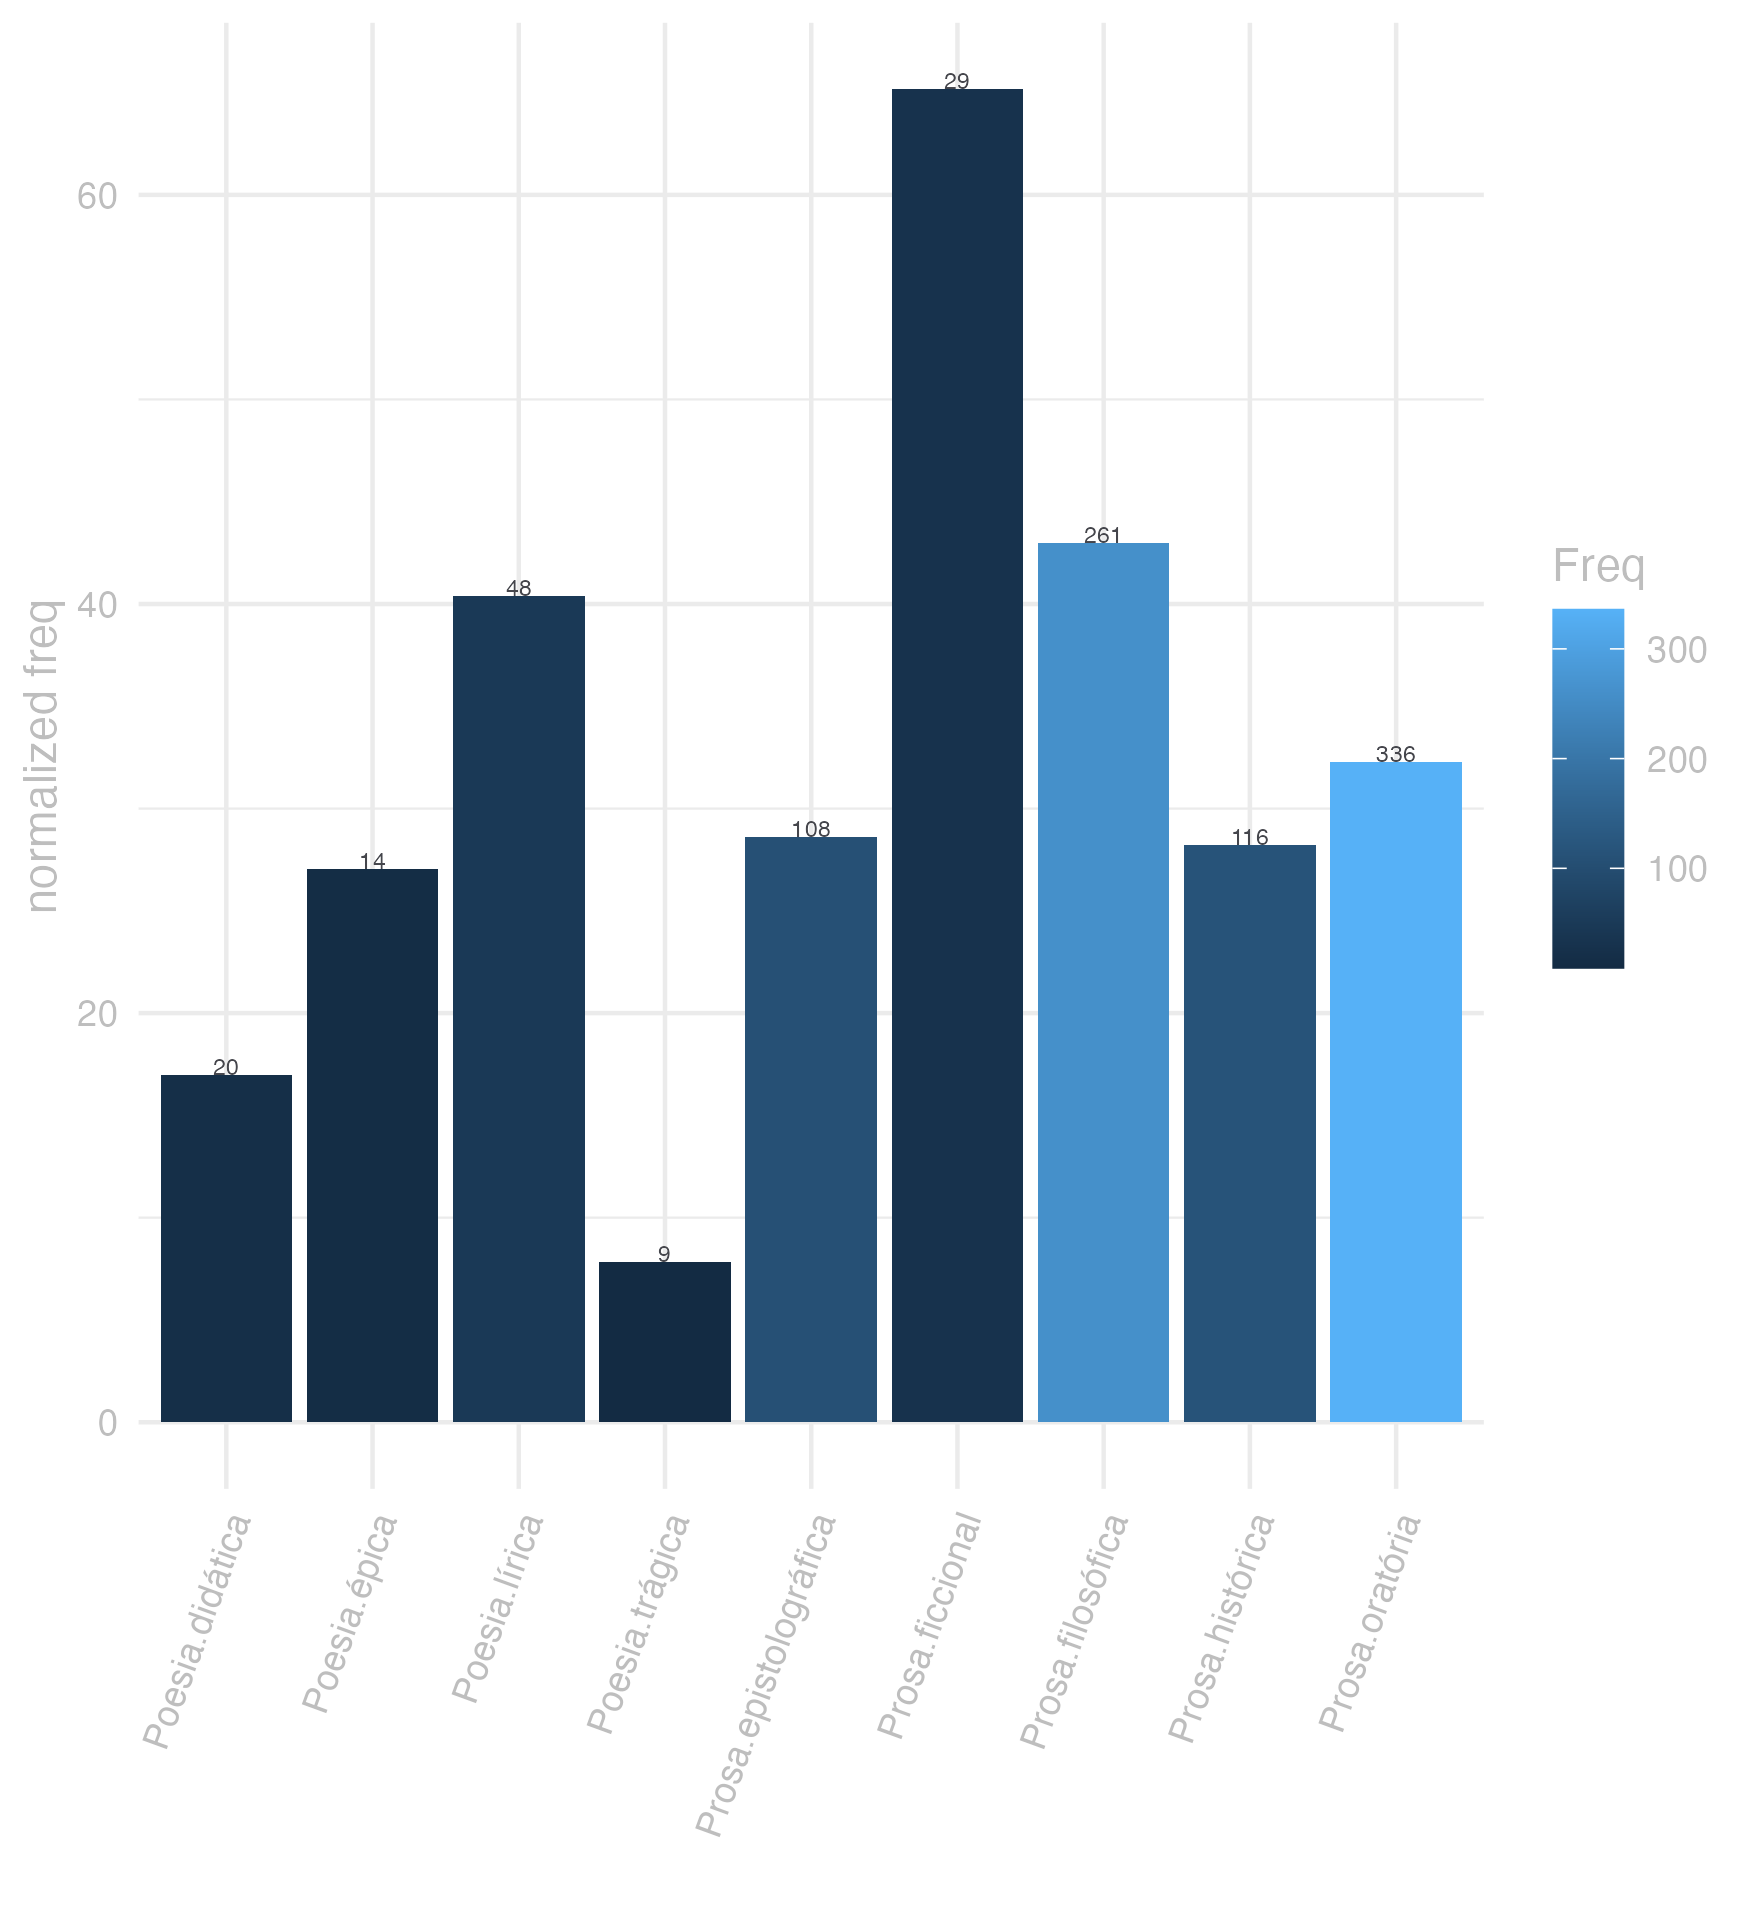 29
60
261
Freq
48
40
300
336
200
108
116
14
100
normalized freq
20
20
9
0
Poesia.didática
Poesia.épica
Poesia.lírica
Poesia.trágica
Prosa.epistolográfica
Prosa.ficcional
Prosa.filosófica
Prosa.histórica
Prosa.oratória